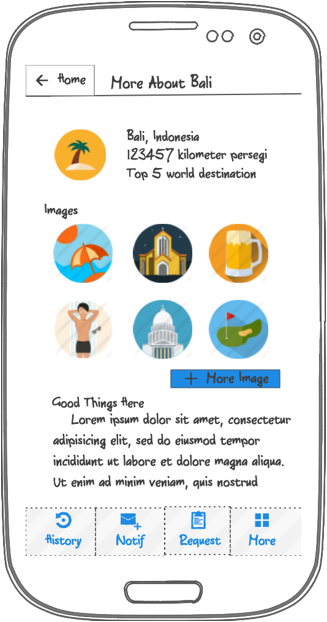 Home
More About Bali
Bali, Indonesia
123457 kilometer persegi
Top 5 world destination
Images
More Image
Good Things Here
Lorem ipsum dolor sit amet, consectetur
adipisicing elit, sed do eiusmod tempor
incididunt ut labore et dolore magna aliqua.
Ut enim ad minim veniam, quis nostrud
History Notif Request More